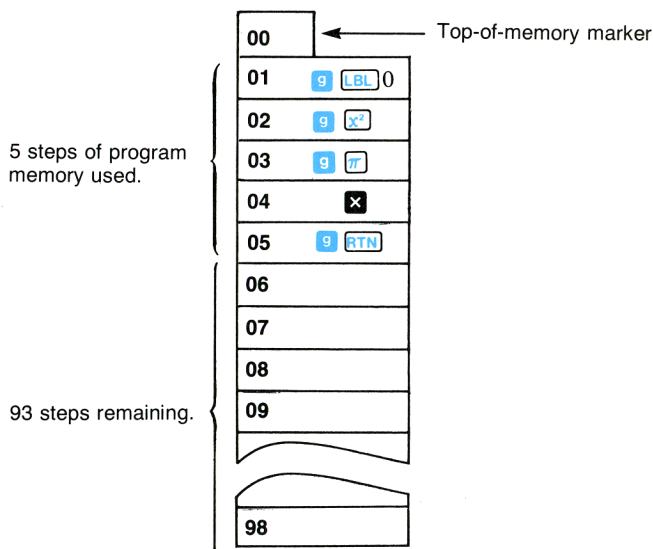 00
Top-of-memory marker
01 g LBL 0
02 g x²
5 steps of program
memory used.
03 g π
04 ×
05 g RTN
06
07
08
93 steps remaining.
09
98